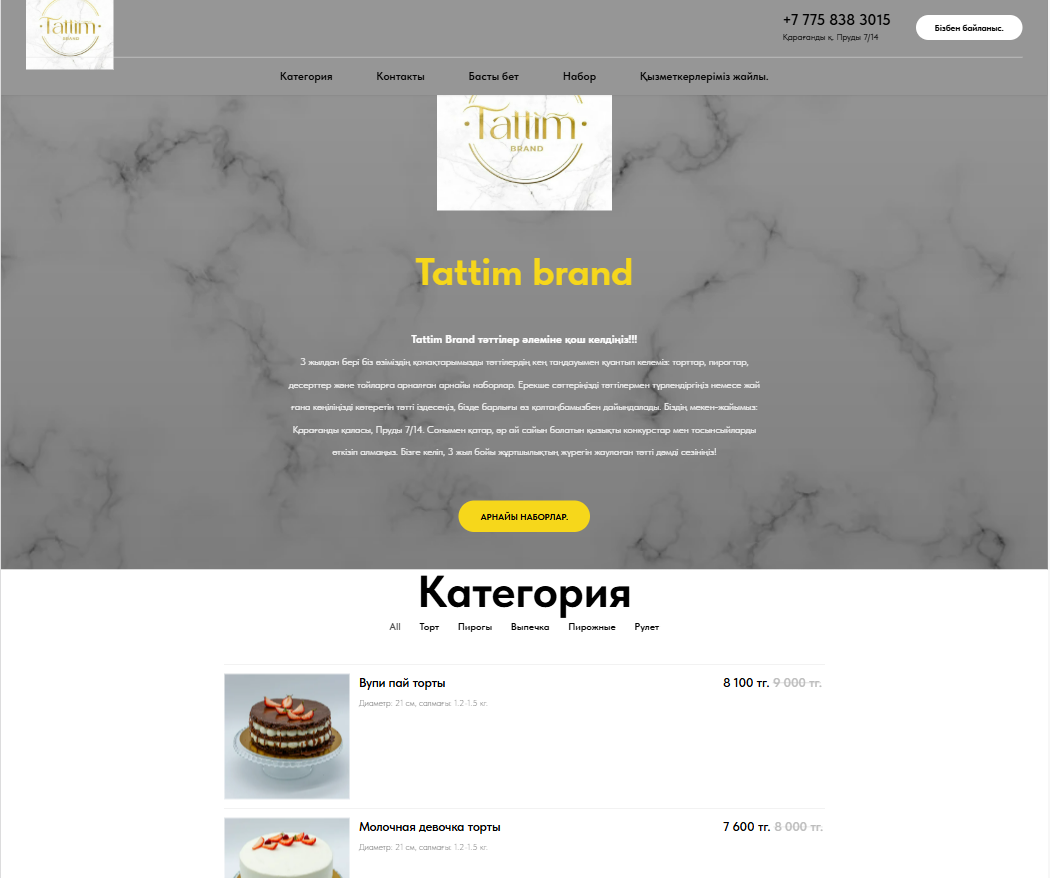 Tattim
BRAND
+7 775 838 3015
Қарағанды қ. Пруды 7/14
Бізбен байланыс.
Категория Контакты Басты бет Набор Қызметкерлеріміз жайлы.
Tattim
BRAND
Tattim brand
Tattim Brand тәттілер әлеміне қош келдіңіз!!!
3 жылдан бері біз өзіміздің қонақтарымызды тәттілердің кең таңдауымен қуантып келеміз: торттар, пирогтар,
десерттер және тойларға арналған арнайы наборлар. Ерекше сәттеріңізді тәттілермен түрлендіргіңіз немесе жай
ғана көңіліңізді көтеретін тәтті іздесеңіз, бізде барлығы өз қолтаңбамызбен дайындалады. Біздің мекен-жайымыз:
Қарағанды қаласы, Пруды 7/14. Сонымен қатар, әр ай сайын болатын қызықты конкурстар мен тосынсыйларды
өткізіп алмаңыз. Бізге келіп, 3 жыл бойы жұртшылықтың жүрегін жаулаған тәтті дәмді сезініңіз!
АРНАЙЫ НАБОРЛАР.
Категория
All Торт Пироги Выпечка Пирожные Рулет
Вупи пай торты 8 100 тг. 9 000 тг.
Диаметр: 21 см, салмағы: 1.2-1.5 кг.
Молочная девочка торты 7 600 тг. 8 000 тг.
Диаметр: 21 см, салмағы: 1.2-1.5 кг.